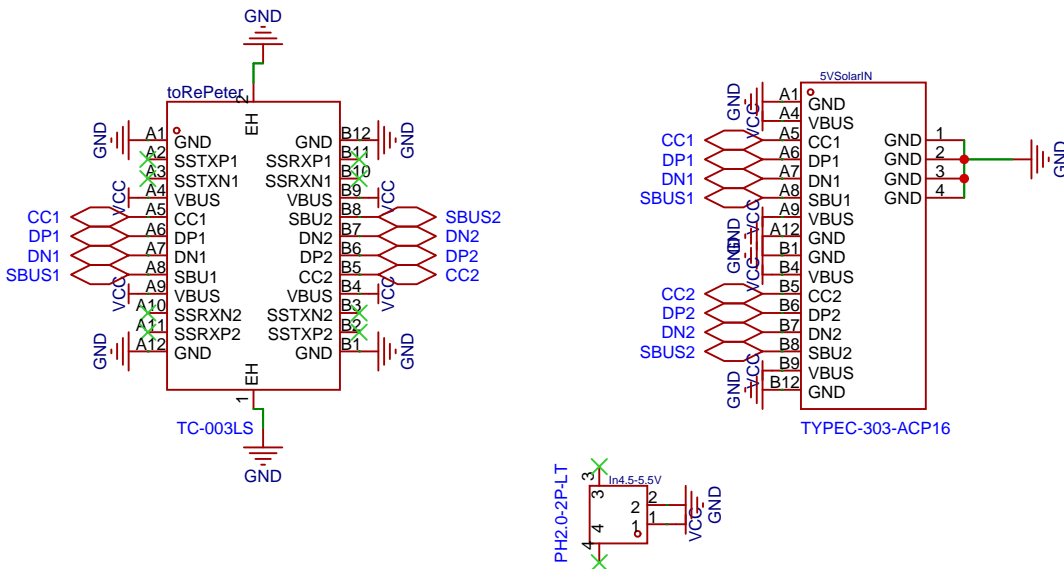 GND
2
EH
toRePeter
GND A1 GND GND B12 GND
A2 SSTXP1 SSRXP1 B11
A3 SSTXN1 SSRXN1 B10
VCC A4 VBUS VBUS B9 VCC
CC1 A5 CC1 SBU2 B8 SBUS2
DP1 A6 DP1 DN2 B7 DN2
DN1 A7 DN1 DP2 B6 DP2
SBUS1 A8 SBU1 CC2 B5 CC2
VCC A9 VBUS VBUS B4 VCC
A10 SSRXN2 SSTXN2 B3
A11 SSRXP2 SSTXP2 B2
GND A12 GND GND B1 GND
EH
1
TC-003LS
GND
5VSolarIN
GND A1 GND
VCC A4 VBUS
CC1 A5 CC1 GND 1
DP1 A6 DP1 GND 2 GND
DN1 A7 DN1 GND 3
SBUS1 A8 SBU1 GND 4
VCC A9 VBUS
GND A12 GND
GND B1 GND
VCC B4 VBUS
CC2 B5 CC2
DP2 B6 DP2
DN2 B7 DN2
SBUS2 B8 SBU2
VCC B9 VBUS
GND B12 GND
TYPEC-303-ACP16
PH2.0-2P-LT
In4.5-5.5V
3 3
2 2 GND
4 4
1 1 VCC